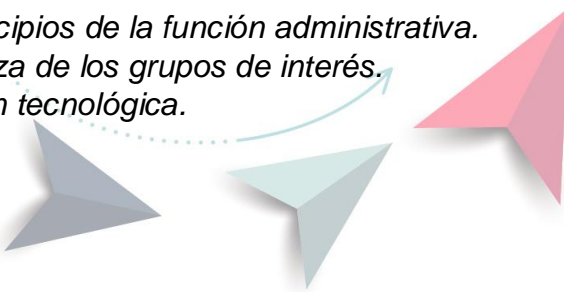 cipios de la función administrativa.
za de los grupos de interés.
n tecnológica.